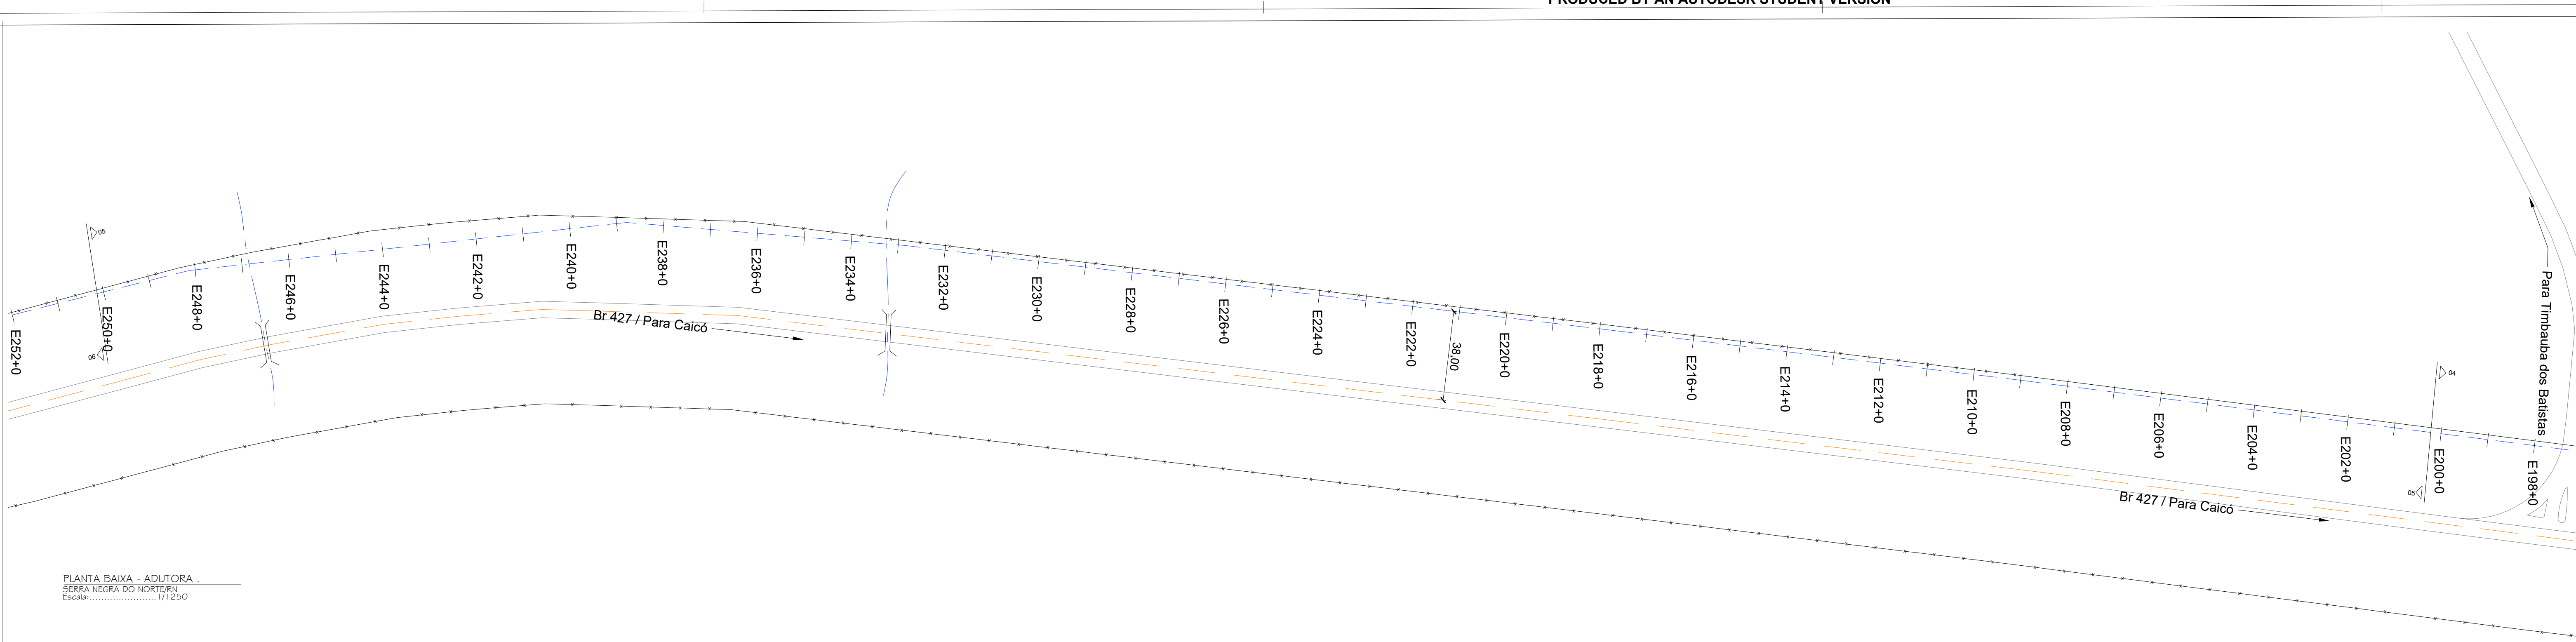 PRODUCED BY AN AUTODESK STUDENT VERSION
05
06
E252+0
E250+0
E248+0
E246+0
E244+0
E242+0
E240+0
E238+0
E236+0
E234+0
E232+0
E230+0
E228+0
E226+0
E224+0
E222+0
E220+0
E218+0
E216+0
E214+0
E212+0
E210+0
E208+0
E206+0
E204+0
E202+0
E200+0
E198+0
Br 427 / Para Caicó
38,00
Para Timbauba dos Batistas
04
05
Br 427 / Para Caicó
PLANTA BAIXA - ADUTORA .
SERRA NEGRA DO NORTE/RN
Escala:.......................1/1250